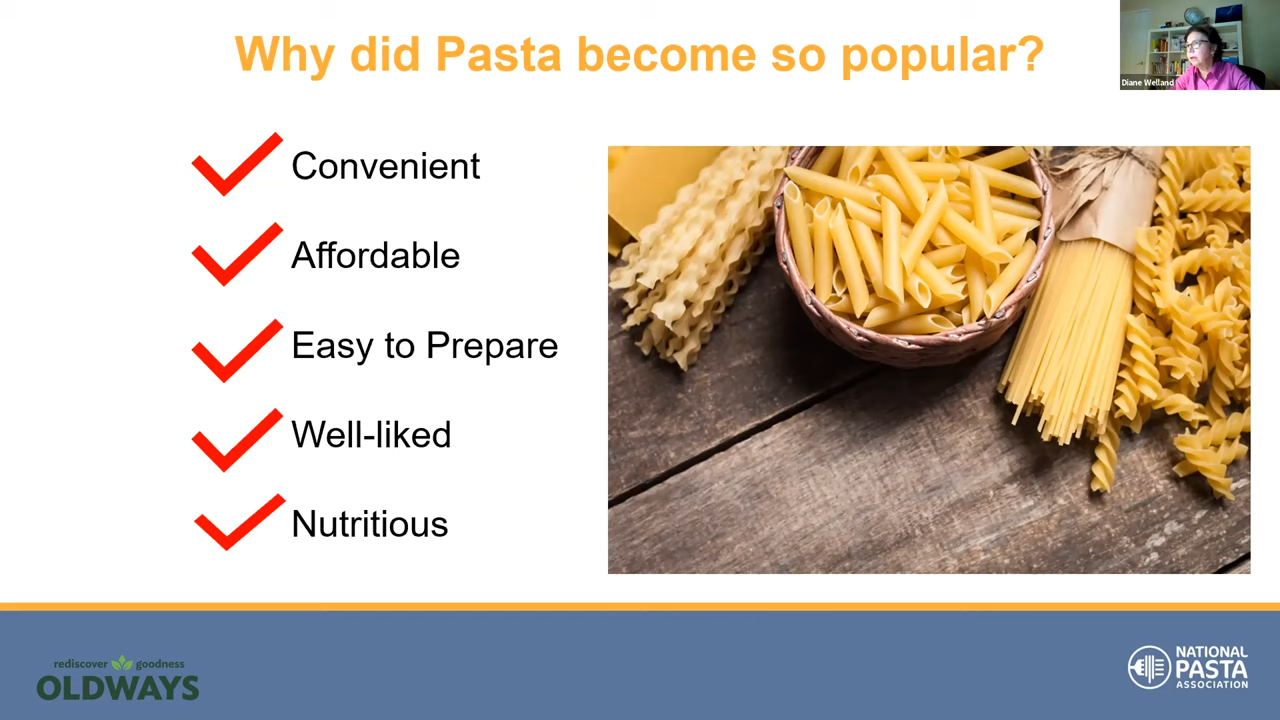 Why did Pasta become so popular?
Diane Welland
Convenient
Affordable
Easy to Prepare
Well-liked
Nutritious
rediscover goodness
OLDWAYS
NATIONAL
PASTA
ASSOCIATION